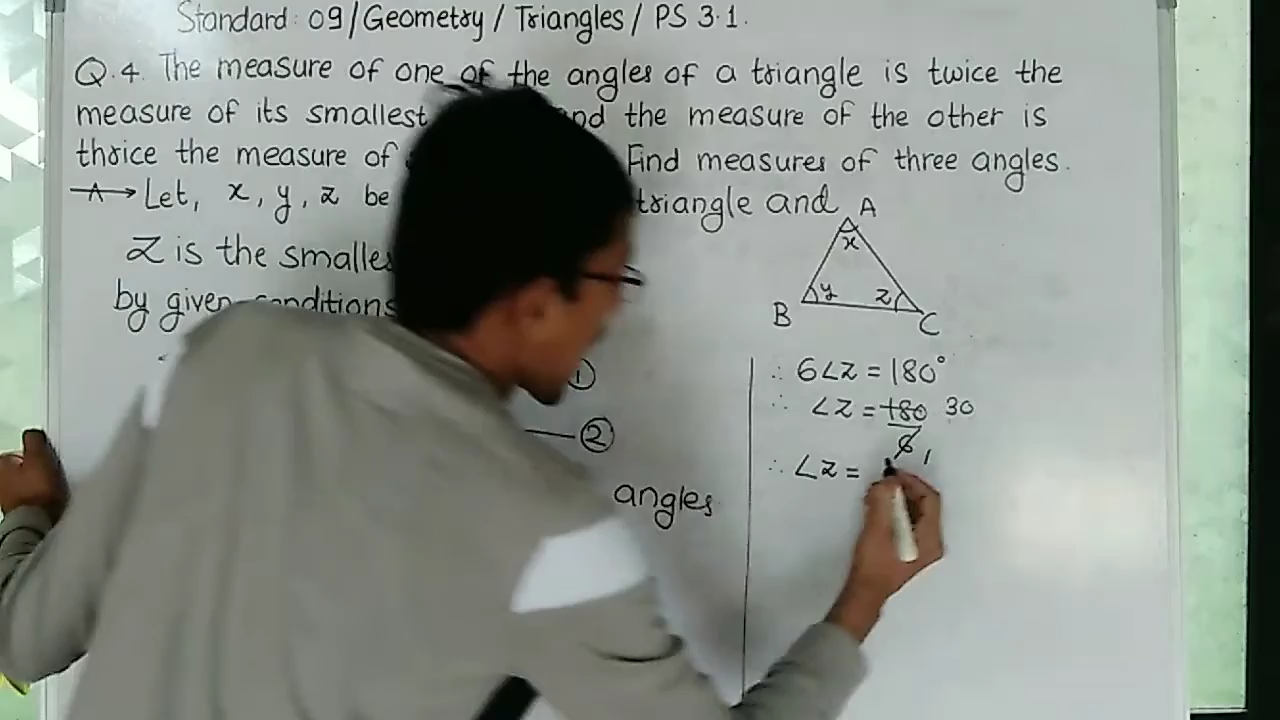 Standard: 09/Geometry/Triangles/PS 3.1.
Q.4. The measure of one of the angles of a triangle is twice the
measure of its smallest and the measure of the other is
thrice the measure of Find measures of three angles.
A→ Let, x, y, z be triangle and
z is the smalles
by given conditions
A
x
y z
B C
①
②
angles
∴ 6∠z = 180°
∴ ∠z = 180 30
6 1
∴ ∠z =